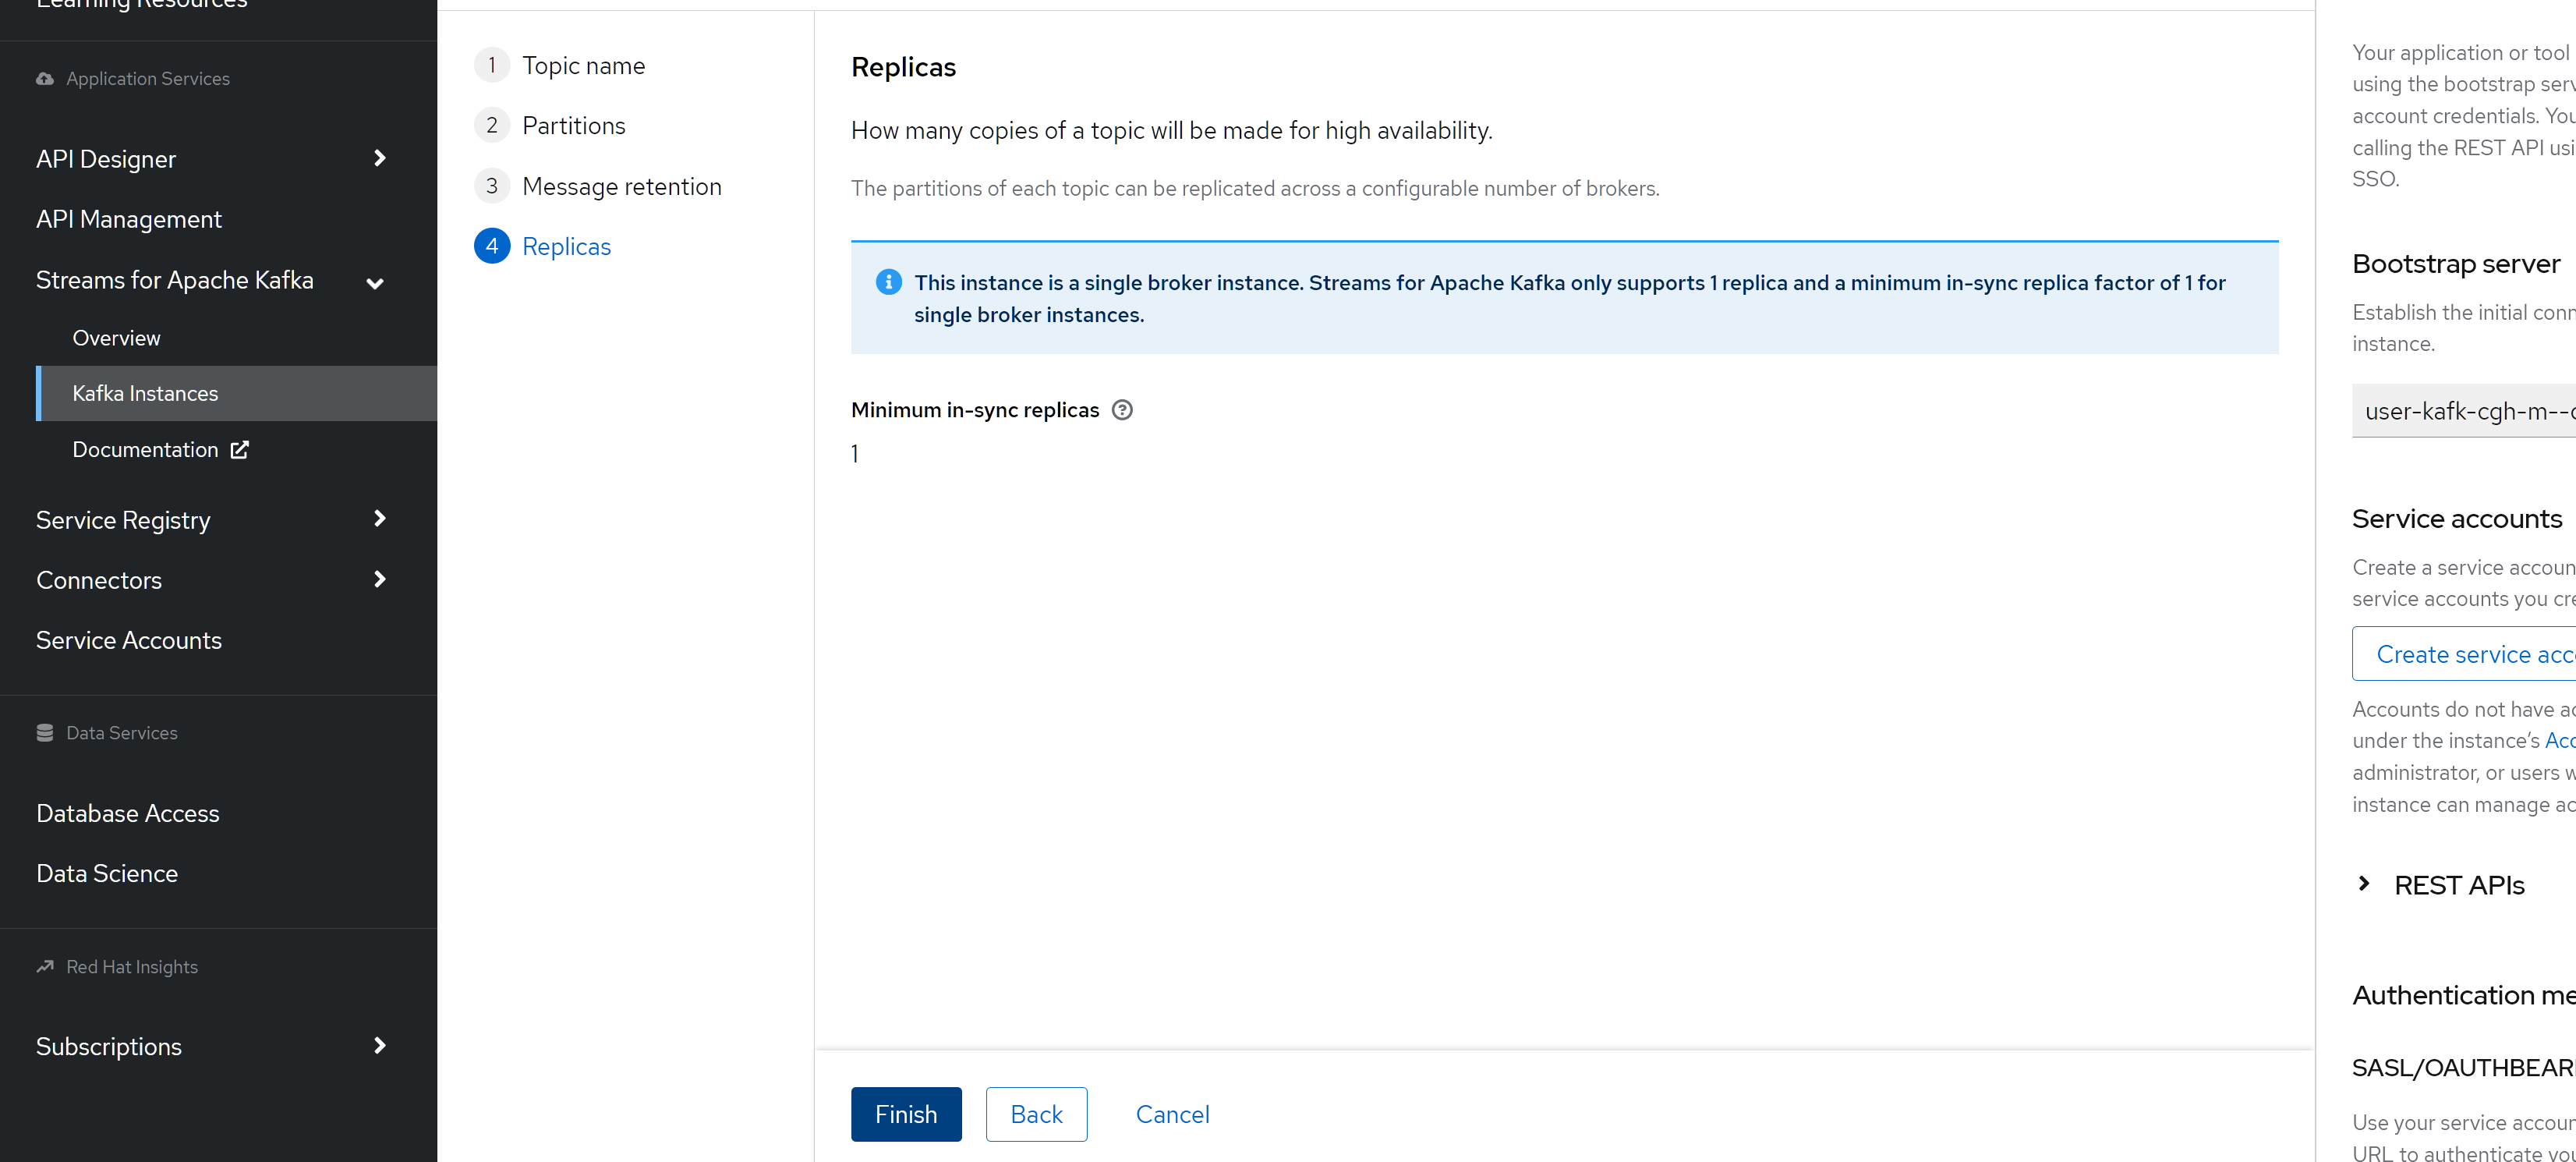 Learning Resources
Application Services
API Designer
API Management
Streams for Apache Kafka
Overview
Kafka Instances
Documentation
Service Registry
Connectors
Service Accounts
Data Services
Database Access
Data Science
Red Hat Insights
Subscriptions
1 Topic name
2 Partitions
3 Message retention
4 Replicas
Replicas
How many copies of a topic will be made for high availability.
The partitions of each topic can be replicated across a configurable number of brokers.
This instance is a single broker instance. Streams for Apache Kafka only supports 1 replica and a minimum in-sync replica factor of 1 for
single broker instances.
Minimum in-sync replicas
1
Finish Back Cancel
Your application or tool
using the bootstrap serv
account credentials. You
calling the REST API usi
SSO.
Bootstrap server
Establish the initial conn
instance.
user-kafk-cgh-m--
Service accounts
Create a service accoun
service accounts you cre
Create service acc
Accounts do not have ac
under the instance's Acc
administrator, or users w
instance can manage ac
REST APIs
Authentication me
SASL/OAUTHBEAR
Use your service accoun
URL to authenticate you